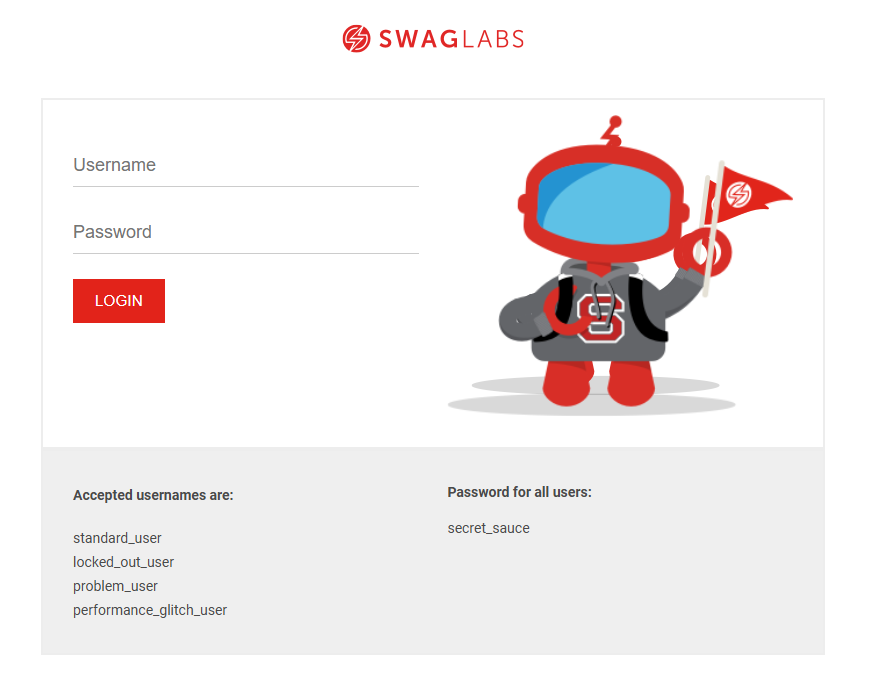 SWAGLABS
Username
Password
LOGIN
S
Accepted usernames are:
standard_user
locked_out_user
problem_user
performance_glitch_user
Password for all users:
secret_sauce